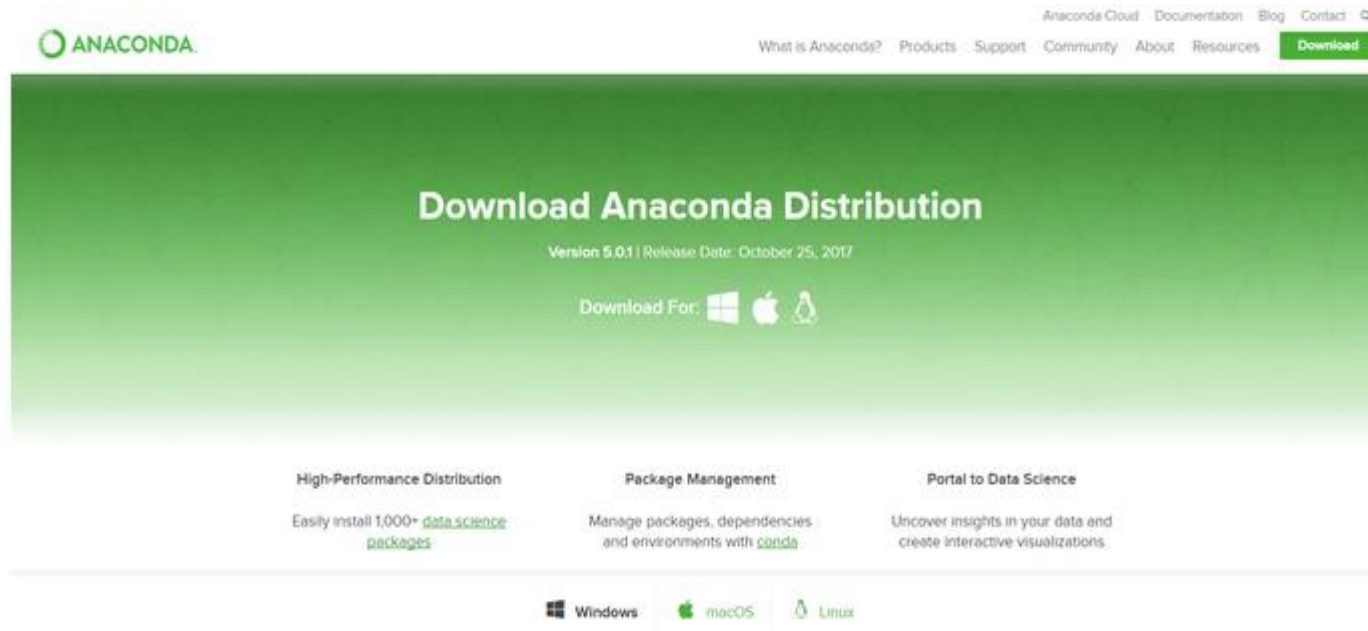 Anaconda Cloud Documentation Blog Contact
ANACONDA.
What is Anaconda? Products Support Community About Resources Download
Download Anaconda Distribution
Version 5.0.1 | Release Date: October 25, 2017
Download For:
High-Performance Distribution
Easily install 1,000+ data science
packages
Package Management
Manage packages, dependencies
and environments with conda
Portal to Data Science
Uncover insights in your data and
create interactive visualizations
Windows macOS Linux